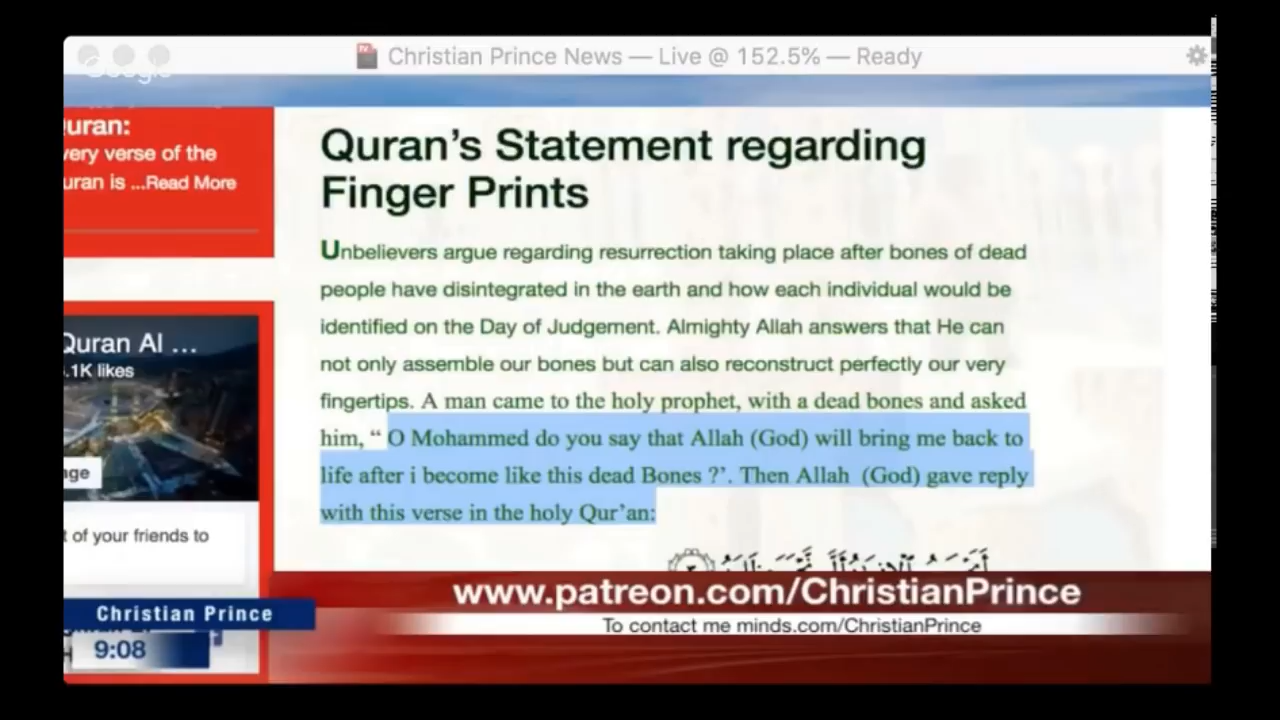 Christian Prince News — Live @ 152.5% — Ready
Google
uran:
very verse of the
uran is ...Read More
Quran's Statement regarding
Finger Prints
Unbelievers argue regarding resurrection taking place after bones of dead
people have disintegrated in the earth and how each individual would be
identified on the Day of Judgement. Almighty Allah answers that He can
not only assemble our bones but can also reconstruct perfectly our very
fingertips. A man came to the holy prophet, with a dead bones and asked
him, “ O Mohammed do you say that Allah (God) will bring me back to
life after i become like this dead Bones ?’. Then Allah (God) gave reply
with this verse in the holy Qur’an:
Quran Al ...
.1K likes
age
t of your friends to
www.patreon.com/ChristianPrince
To contact me minds.com/ChristianPrince
Christian Prince
9:08